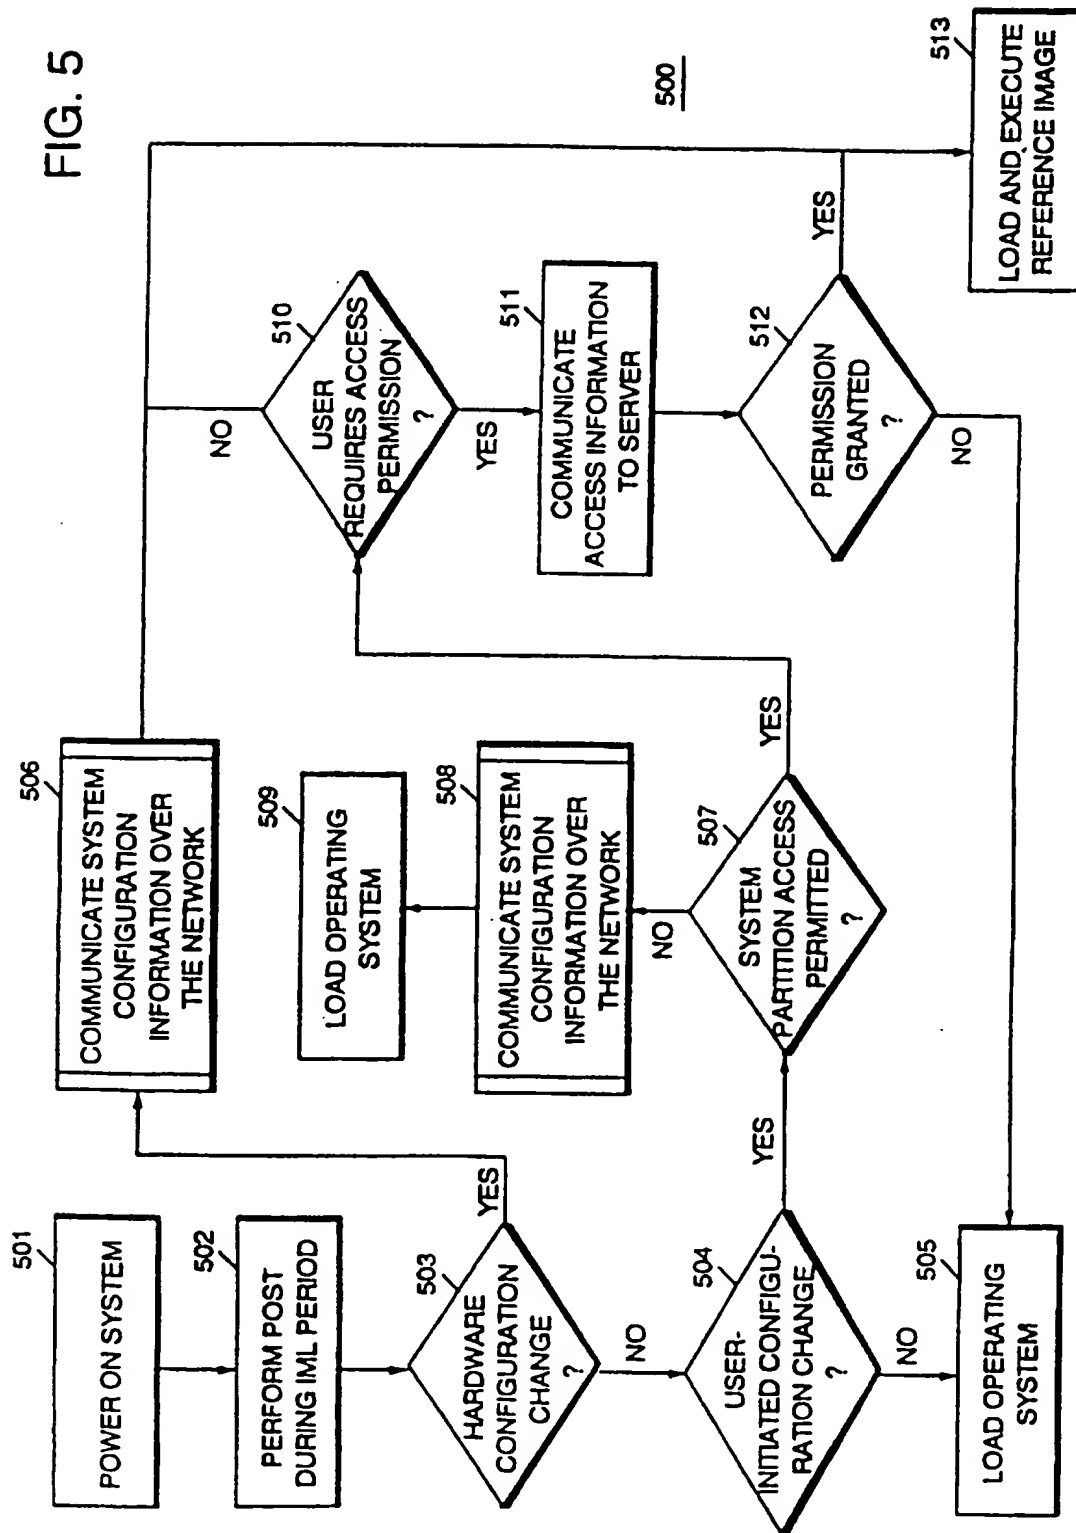 FIG. 5
500
501
POWER ON SYSTEM
502
PERFORM POST
DURING IML PERIOD
503
HARDWARE
CONFIGURATION
CHANGE
?
YES
NO
504
USER-
INITIATED CONFIGU-
RATION CHANGE
?
YES
NO
505
LOAD OPERATING
SYSTEM
506
COMMUNICATE SYSTEM
CONFIGURATION
INFORMATION OVER
THE NETWORK
507
SYSTEM
PARTITION ACCESS
PERMITTED
?
NO
YES
508
COMMUNICATE SYSTEM
CONFIGURATION
INFORMATION OVER
THE NETWORK
509
LOAD OPERATING
SYSTEM
510
USER
REQUIRES ACCESS
PERMISSION
?
NO
YES
511
COMMUNICATE
ACCESS INFORMATION
TO SERVER
512
PERMISSION
GRANTED
?
YES
NO
513
LOAD AND EXECUTE
REFERENCE IMAGE